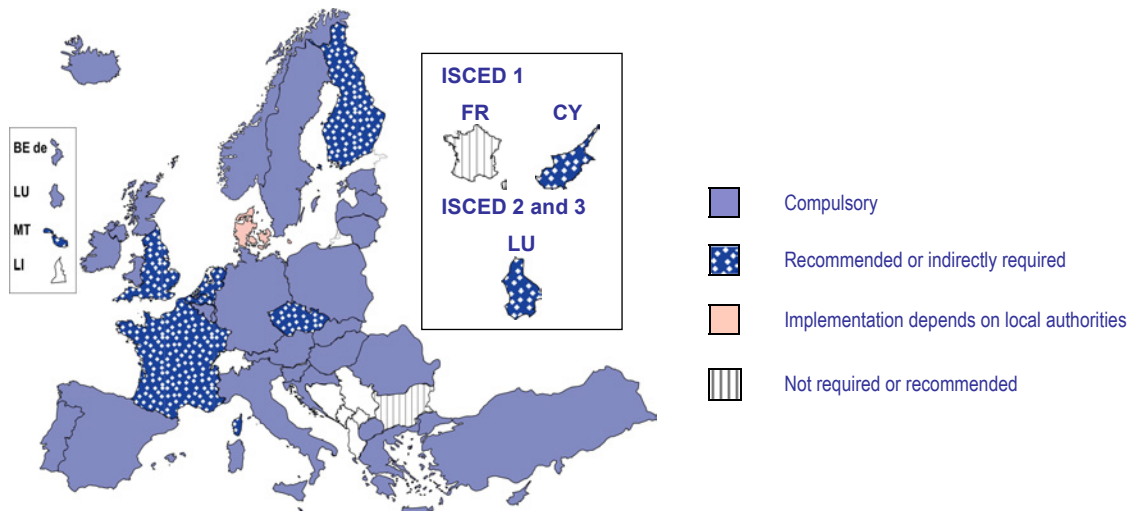 BE de
LU
MT
LI
ISCED 1
FR CY
ISCED 2 and 3
LU
Compulsory
Recommended or indirectly required
Implementation depends on local authorities
Not required or recommended